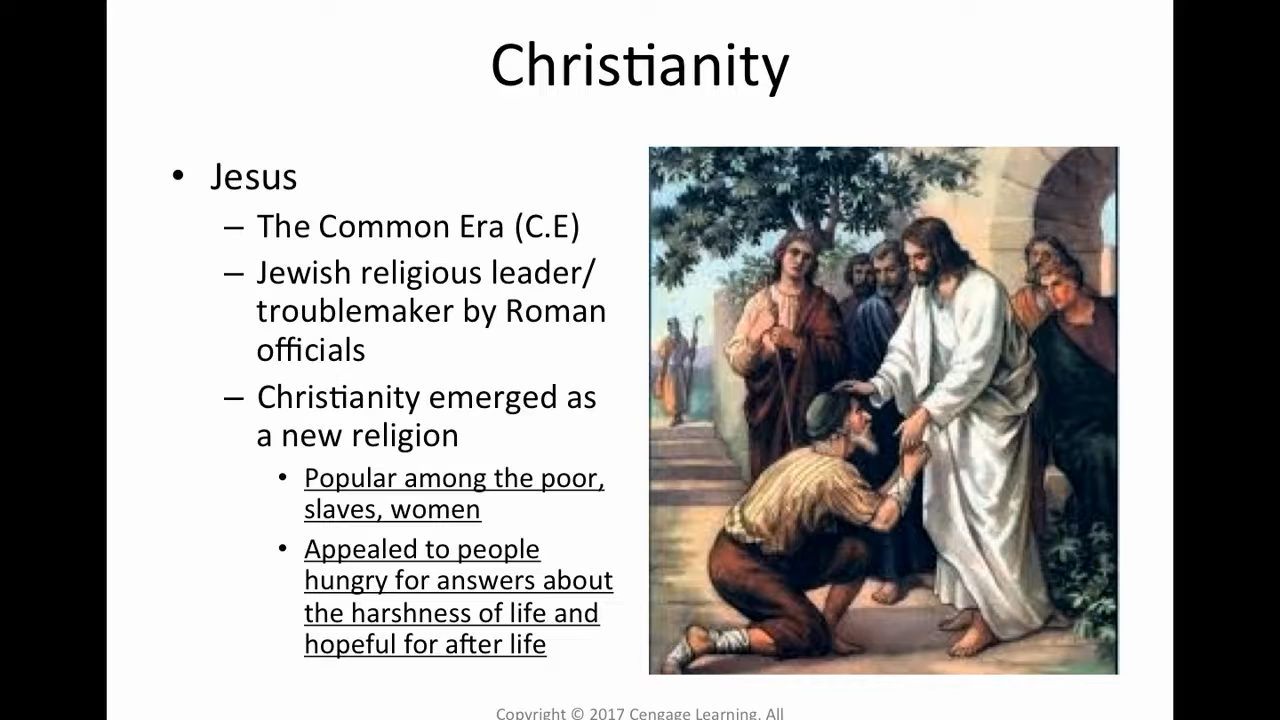 Christianity
• Jesus
– The Common Era (C.E)
– Jewish religious leader/
troublemaker by Roman
officials
– Christianity emerged as
a new religion
• Popular among the poor,
slaves, women
• Appealed to people
hungry for answers about
the harshness of life and
hopeful for after life
Copyright © 2017 Cengage Learning. All